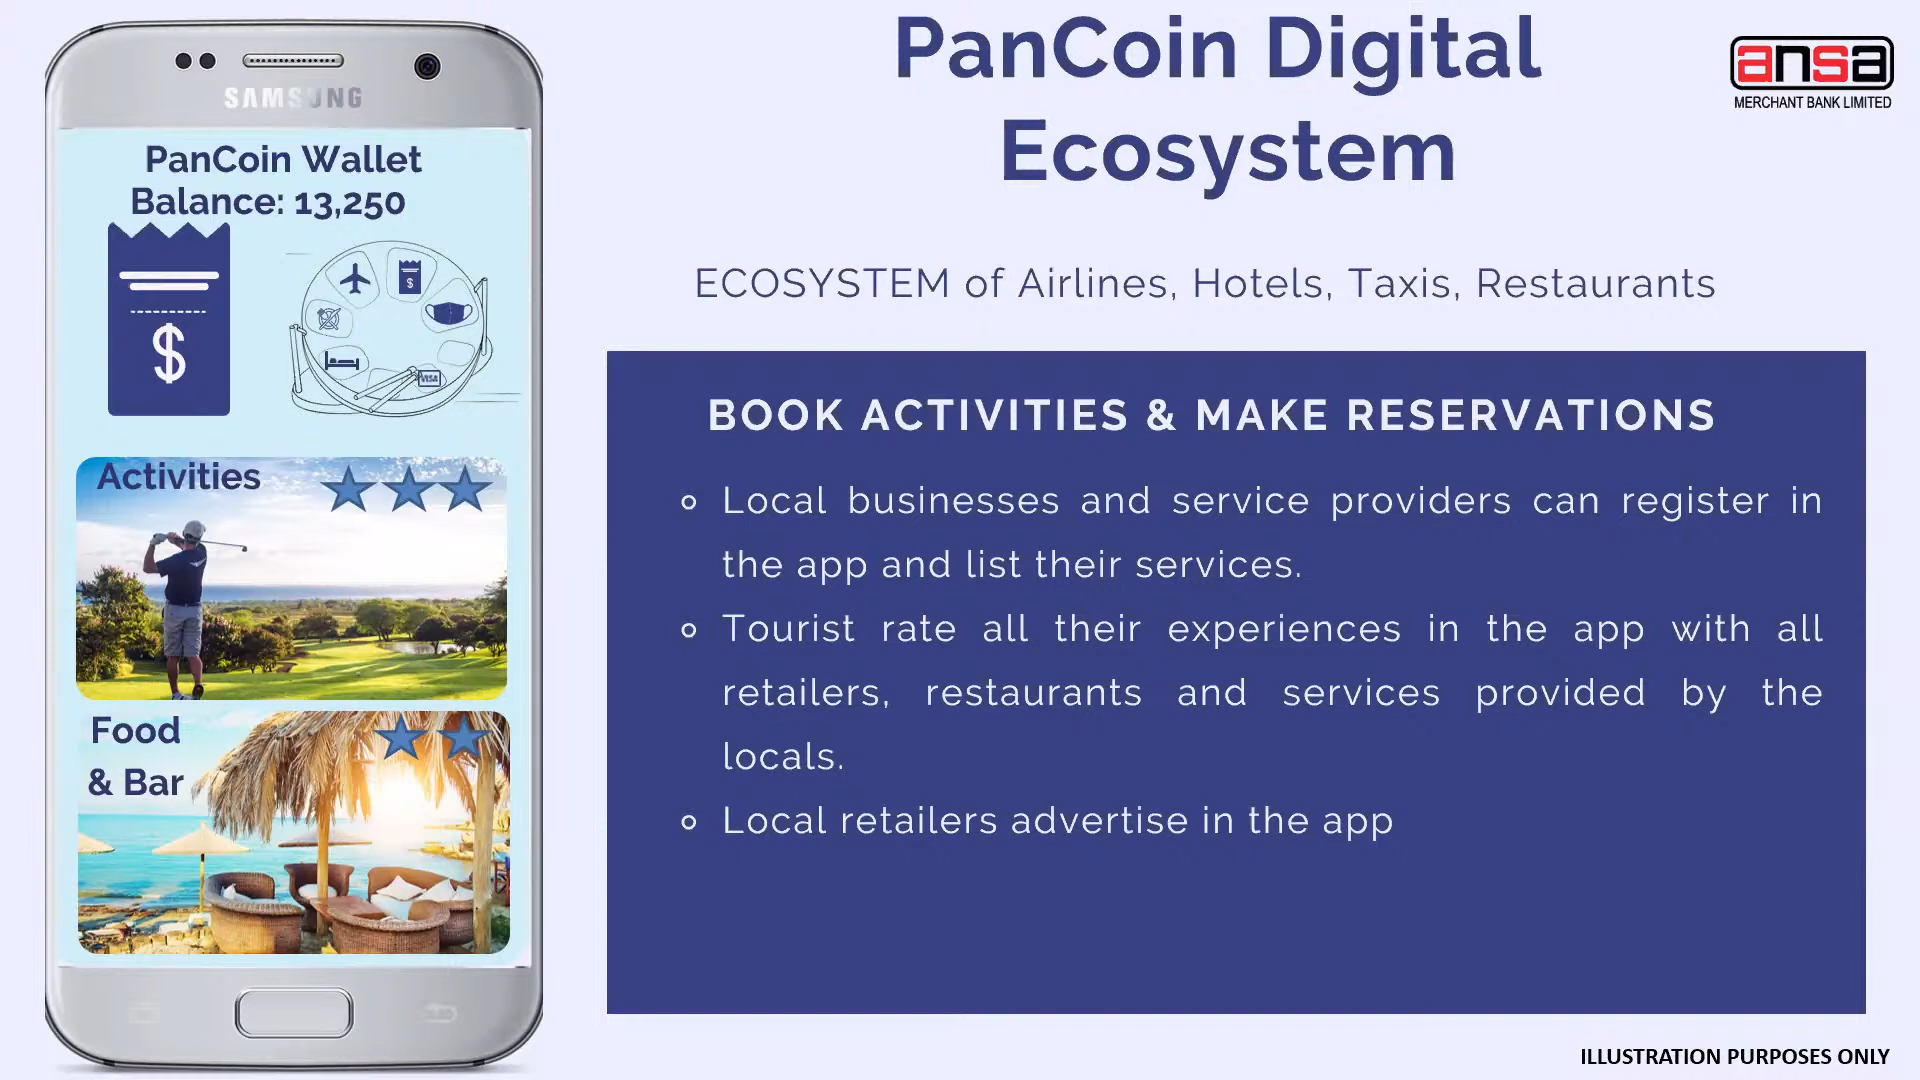 SAMSUNG
PanCoin Wallet
Balance: 13,250
$
$
VISA
Activities
Food
& Bar
PanCoin Digital
Ecosystem
ansa
MERCHANT BANK LIMITED
ECOSYSTEM of Airlines, Hotels, Taxis, Restaurants
BOOK ACTIVITIES & MAKE RESERVATIONS
Local businesses and service providers can register in
the app and list their services.
Tourist rate all their experiences in the app with all
retailers, restaurants and services provided by the
locals.
Local retailers advertise in the app
ILLUSTRATION PURPOSES ONLY